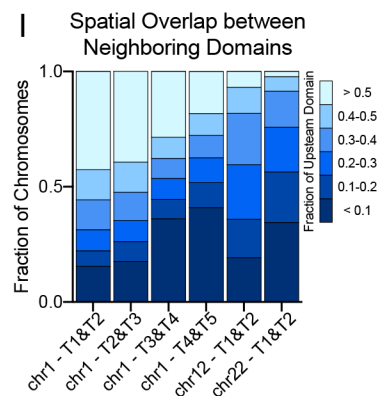 I
Spatial Overlap between
Neighboring Domains
Fraction of Chromosomes
1.0
0.5
0.0
chr1 - T1&T2
chr1 - T2&T3
chr1 - T3&T4
chr1 - T4&T5
chr12 - T1&T2
chr22 - T1&T2
Fraction of Upsteam Domain
> 0.5
0.4-0.5
0.3-0.4
0.2-0.3
0.1-0.2
< 0.1